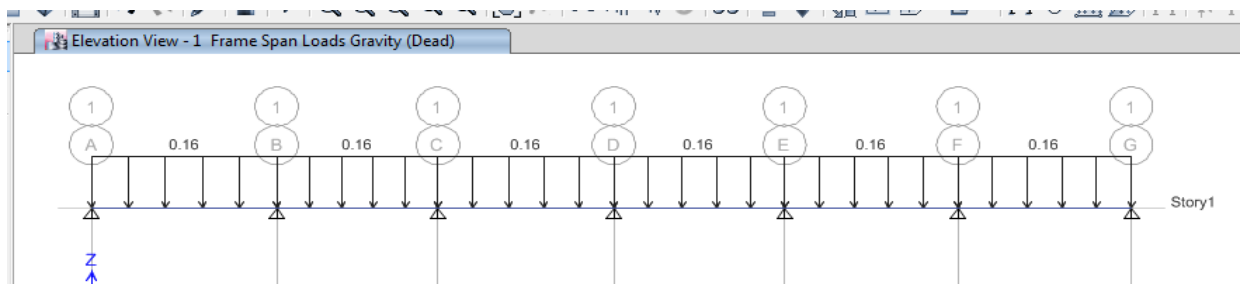 Elevation View - 1 Frame Span Loads Gravity (Dead)
1 1 1 1 1 1 1
A 0.16 B 0.16 C 0.16 D 0.16 E 0.16 F 0.16 G
Story1
Z